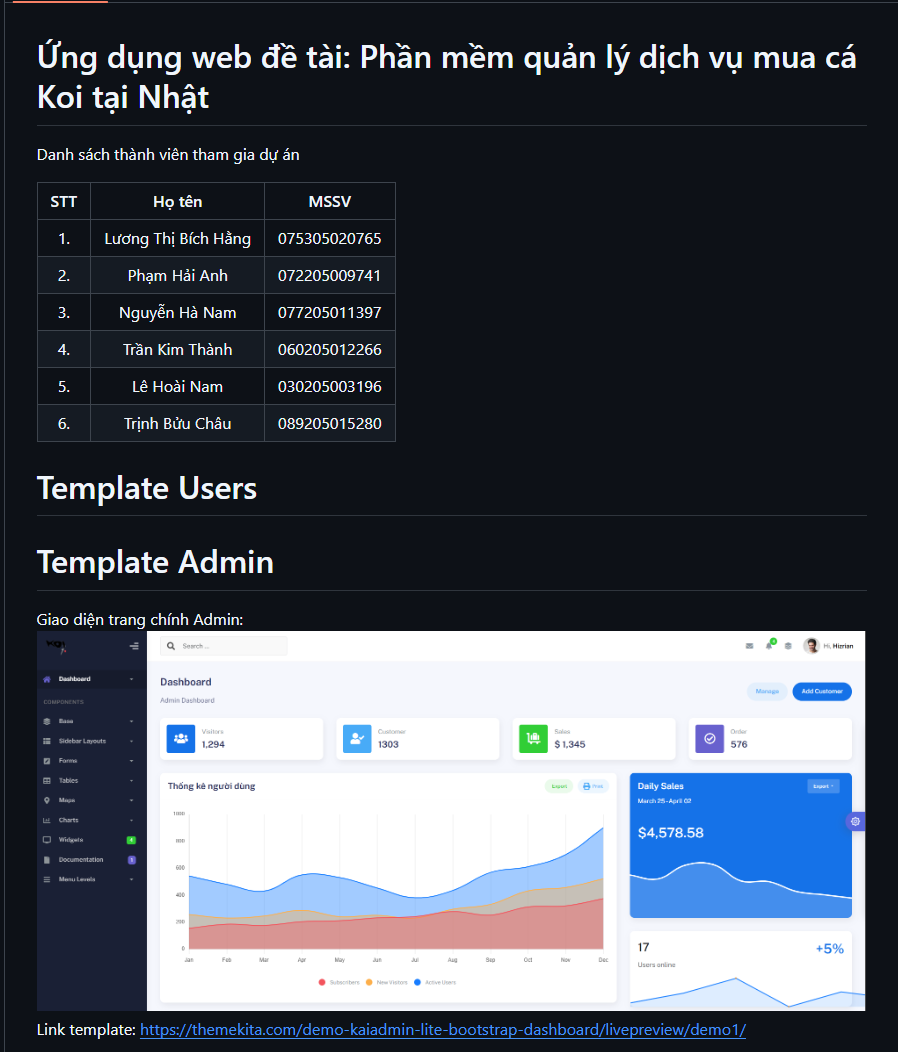 Ứng dụng web đề tài: Phần mềm quản lý dịch vụ mua cá
Koi tại Nhật
Danh sách thành viên tham gia dự án
STT Họ tên MSSV
1. Lương Thị Bích Hằng 075305020765
2. Phạm Hải Anh 072205009741
3. Nguyễn Hà Nam 077205011397
4. Trần Kim Thành 060205012266
5. Lê Hoài Nam 030205003196
6. Trịnh Bửu Châu 089205015280
Template Users
Template Admin
Giao diện trang chính Admin:
Search ...
4
Hi, Hizrian
Dashboard
COMPONENTS
Base
Sidebar Layouts
Forms
Tables
Maps
Charts
Widgets 4
Documentation 1
Menu Levels
Dashboard
Admin Dashboard
Manage Add Customer
Visitors
1,294
Customer
1303
Sales
$ 1,345
Order
576
Thống kê người dùng
Export Print
1000
800
600
400
200
0
Jan Feb Mar Apr May Jun Jul Aug Sep Oct Nov Dec
Subscribers New Visitors Active Users
Daily Sales Export
March 25 - April 02
$4,578.58
17 +5%
Users online
Link template: https://themekita.com/demo-kaiadmin-lite-bootstrap-dashboard/livepreview/demo1/